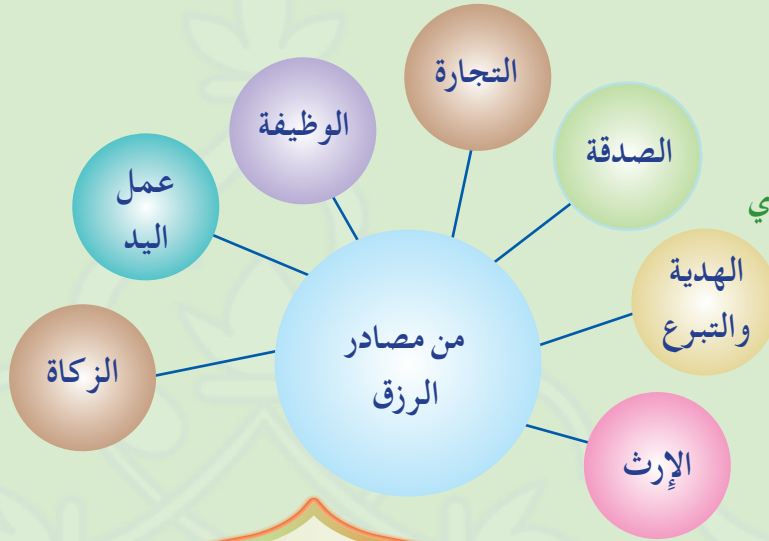 التجارة
الوظيفة
الصدقة
عمل
اليد
الهدية
والتبرع
من مصادر
الرزق
الزكاة
الإرث